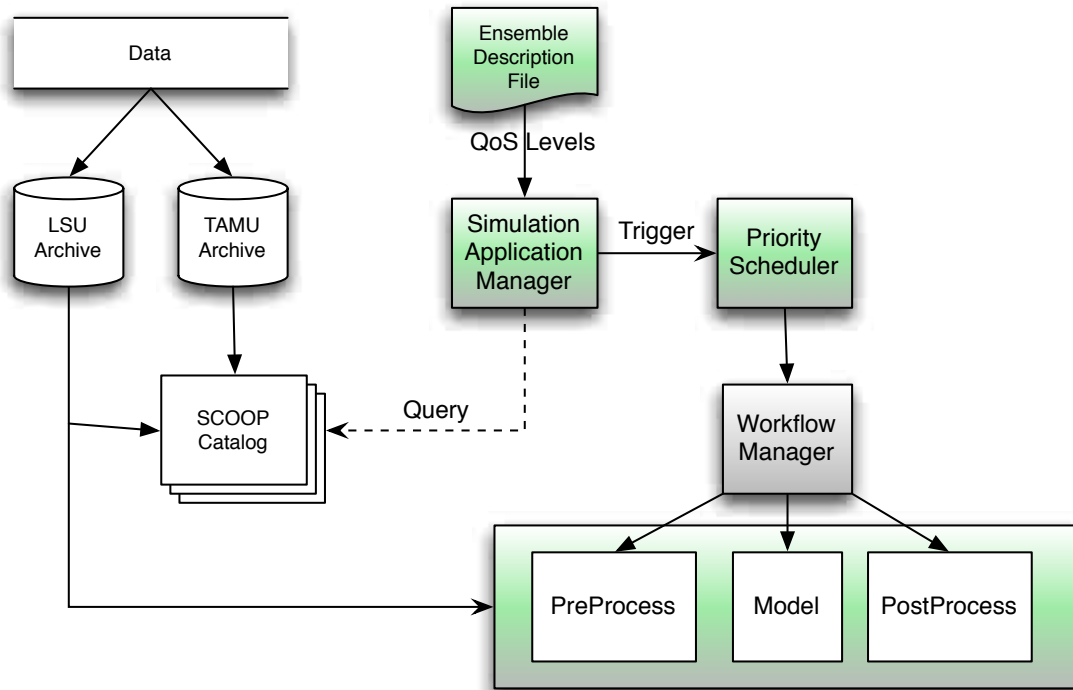 Data
Ensemble
Description
File
QoS Levels
LSU
Archive
TAMU
Archive
Simulation
Application
Manager
Trigger
Priority
Scheduler
SCOOP
Catalog
Query
Workflow
Manager
PreProcess
Model
PostProcess